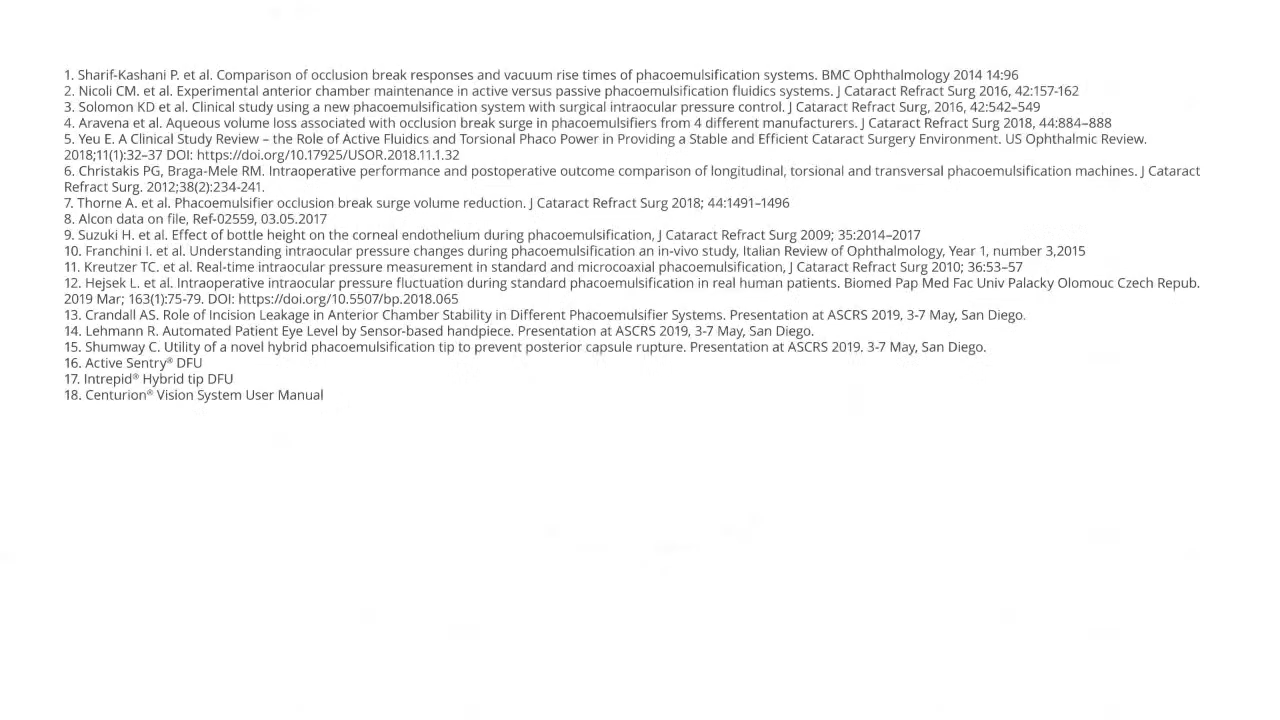 1. Sharif-Kashani P. et al. Comparison of occlusion break responses and vacuum rise times of phacoemulsification systems. BMC Ophthalmology 2014 14:96
2. Nicoli CM. et al. Experimental anterior chamber maintenance in active versus passive phacoemulsification fluidics systems. J Cataract Refract Surg 2016, 42:157-162
3. Solomon KD et al. Clinical study using a new phacoemulsification system with surgical intraocular pressure control. J Cataract Refract Surg, 2016, 42:542–549
4. Aravena et al. Aqueous volume loss associated with occlusion break surge in phacoemulsifiers from 4 different manufacturers. J Cataract Refract Surg 2018, 44:884–888
5. Yeu E. A Clinical Study Review – the Role of Active Fluidics and Torsional Phaco Power in Providing a Stable and Efficient Cataract Surgery Environment. US Ophthalmic Review.
2018;11(1):32–37 DOI: https://doi.org/10.17925/USOR.2018.11.1.32
6. Christakis PG, Braga-Mele RM. Intraoperative performance and postoperative outcome comparison of longitudinal, torsional and transversal phacoemulsification machines. J Cataract
Refract Surg. 2012;38(2):234-241.
7. Thorne A. et al. Phacoemulsifier occlusion break surge volume reduction. J Cataract Refract Surg 2018; 44:1491–1496
8. Alcon data on file, Ref-02559, 03.05.2017
9. Suzuki H. et al. Effect of bottle height on the corneal endothelium during phacoemulsification, J Cataract Refract Surg 2009; 35:2014–2017
10. Franchini I. et al. Understanding intraocular pressure changes during phacoemulsification an in-vivo study, Italian Review of Ophthalmology, Year 1, number 3,2015
11. Kreutzer TC. et al. Real-time intraocular pressure measurement in standard and microcoaxial phacoemulsification, J Cataract Refract Surg 2010; 36:53–57
12. Hejsek L. et al. Intraoperative intraocular pressure fluctuation during standard phacoemulsification in real human patients. Biomed Pap Med Fac Univ Palacky Olomouc Czech Repub.
2019 Mar; 163(1):75-79. DOI: https://doi.org/10.5507/bp.2018.065
13. Crandall AS. Role of Incision Leakage in Anterior Chamber Stability in Different Phacoemulsifier Systems. Presentation at ASCRS 2019, 3-7 May, San Diego.
14. Lehmann R. Automated Patient Eye Level by Sensor-based handpiece. Presentation at ASCRS 2019, 3-7 May, San Diego.
15. Shumway C. Utility of a novel hybrid phacoemulsification tip to prevent posterior capsule rupture. Presentation at ASCRS 2019. 3-7 May, San Diego.
16. Active Sentry® DFU
17. Intrepid® Hybrid tip DFU
18. Centurion® Vision System User Manual